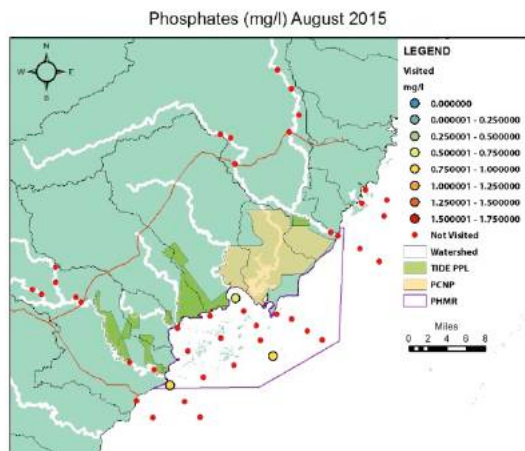 Phosphates (mg/l) August 2015
N
W E
S
LEGEND
Visited
mg/l
0.000000
0.000001 - 0.250000
0.250001 - 0.500000
0.500001 - 0.750000
0.750001 - 1.000000
1.000001 - 1.250000
1.250001 - 1.500000
1.500001 - 1.750000
Not Visited
Watershed
TIDE PPL
PCNP
PHMR
Miles
0 1 2 4 6 8